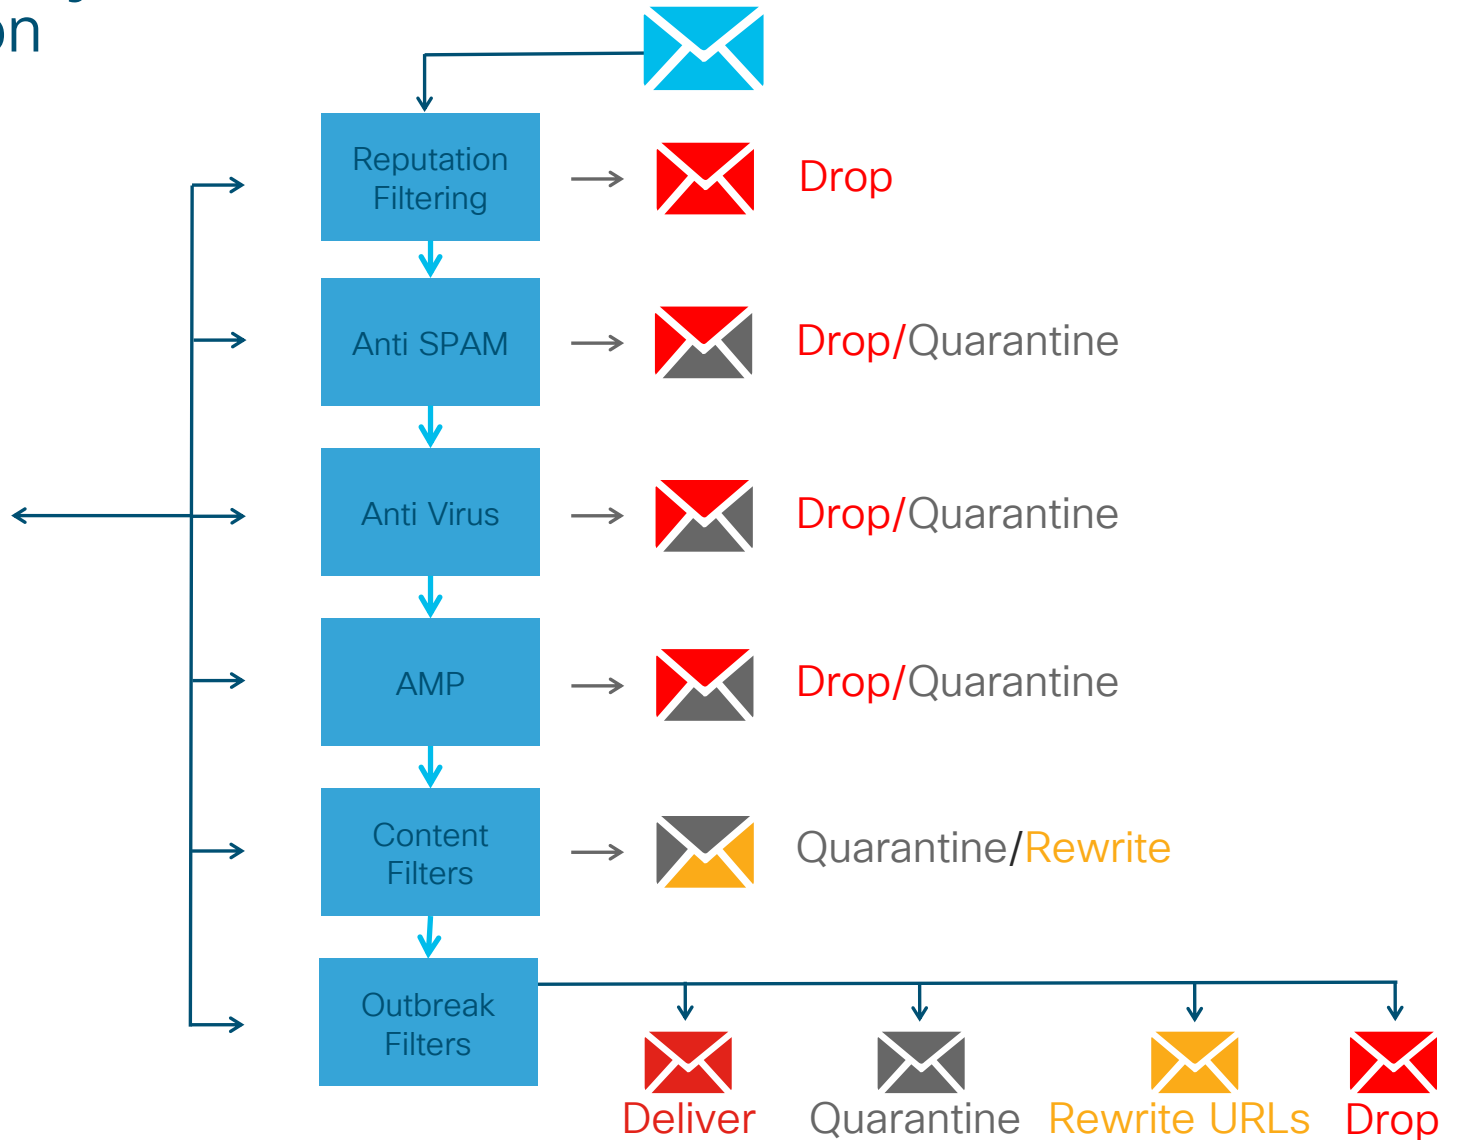 on
Reputation
Filtering
Drop
Anti SPAM
Drop/Quarantine
Anti Virus
Drop/Quarantine
AMP
Drop/Quarantine
Content
Filters
Quarantine/Rewrite
Outbreak
Filters
Deliver
Quarantine
Rewrite URLs
Drop